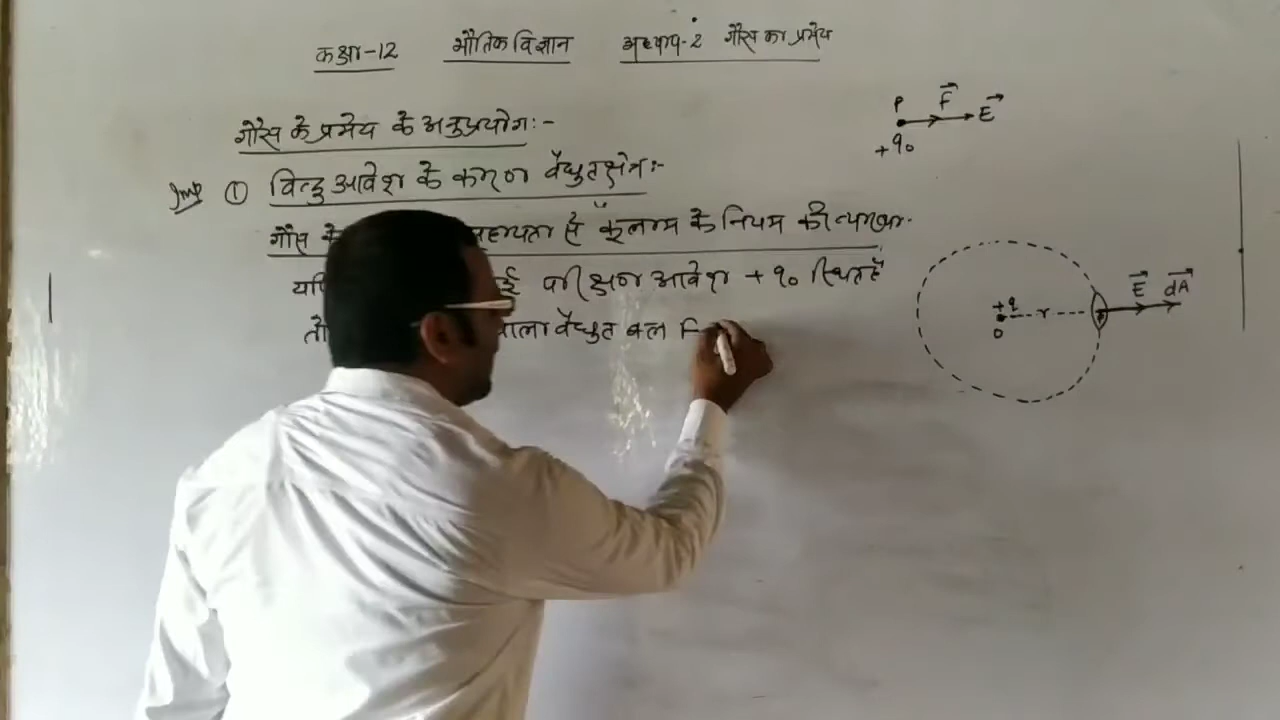 कक्षा-12 भौतिक विज्ञान अध्याय-2 गौस का प्रमेय
गौस के प्रमेय के अनुप्रयोग:-
Imp ① बिन्दु आवेश के कारण वैधुत क्षेत्र:-
गौस के सहायता से कूलाम के नियम की व्याख्या-
यदि परीक्षण आवेश +q₀ स्थित है
तो वाला वैधुत बल F
P F⃗ E⃗
+q₀
+q r E⃗ dA⃗
O